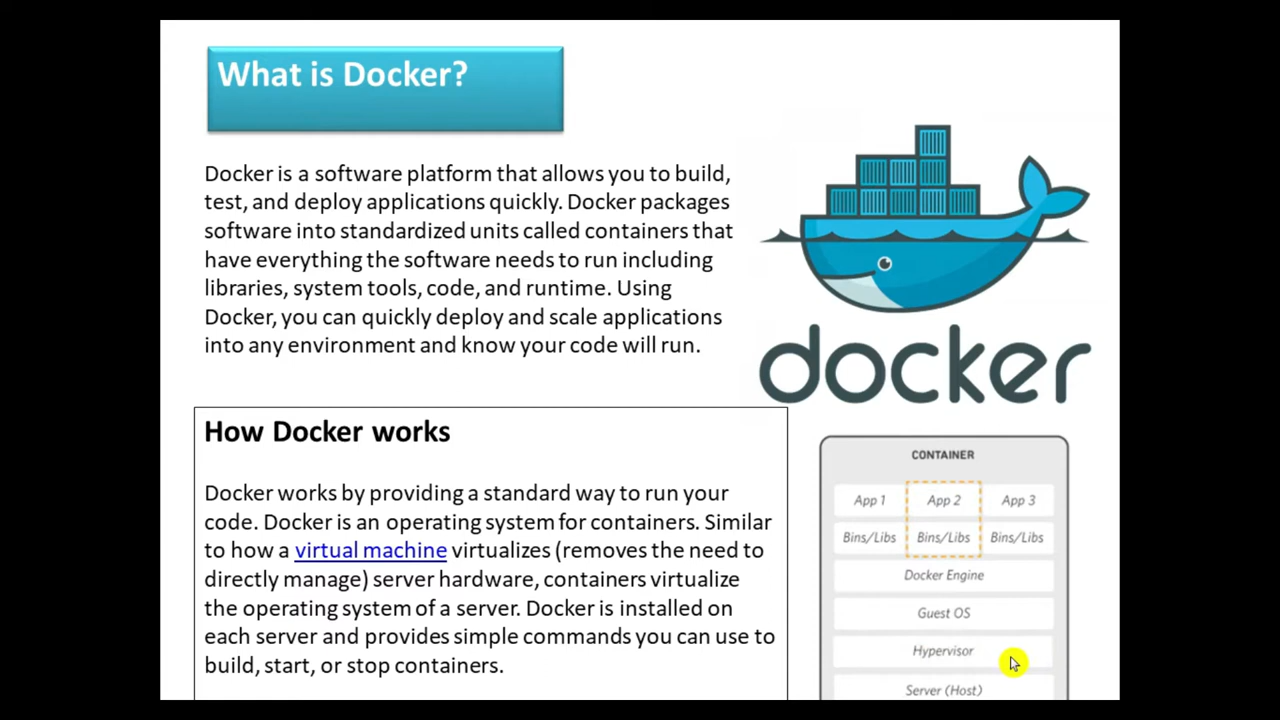 What is Docker?
Docker is a software platform that allows you to build,
test, and deploy applications quickly. Docker packages
software into standardized units called containers that
have everything the software needs to run including
libraries, system tools, code, and runtime. Using
Docker, you can quickly deploy and scale applications
into any environment and know your code will run.
docker
How Docker works
Docker works by providing a standard way to run your
code. Docker is an operating system for containers. Similar
to how a virtual machine virtualizes (removes the need to
directly manage) server hardware, containers virtualize
the operating system of a server. Docker is installed on
each server and provides simple commands you can use to
build, start, or stop containers.
CONTAINER
App 1 App 2 App 3
Bins/Libs Bins/Libs Bins/Libs
Docker Engine
Guest OS
Hypervisor
Server (Host)